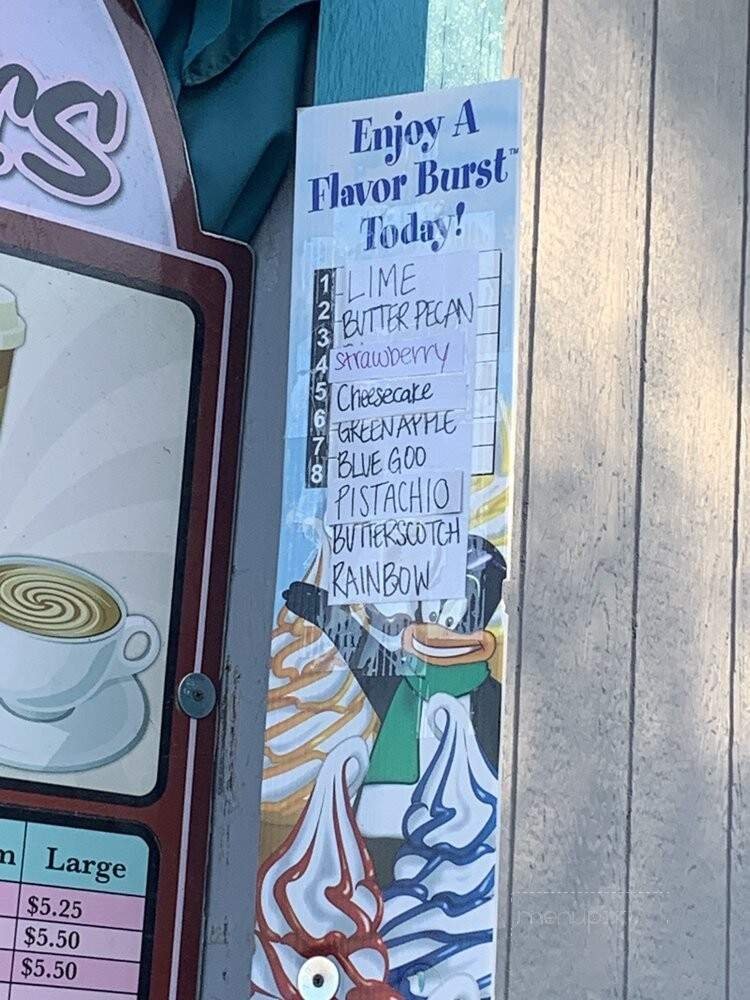 Enjoy A
Flavor Burst™
Today!
1 LIME
2 BUTTER PECAN
3 strawberry
4 Cheesecake
5 GREEN APPLE
6 BLUE GOO
7 PISTACHIO
8 BUTTERSCOTCH
RAINBOW
Large
$5.25
$5.50
$5.50